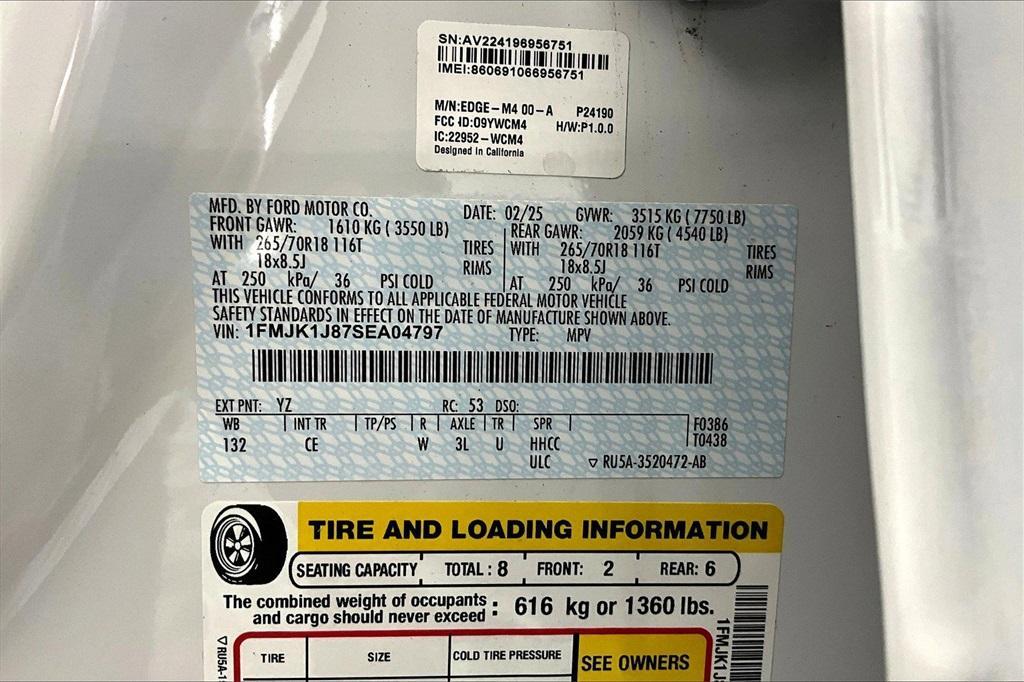 SN:AV224196956751
IMEI:860691066956751
M/N:EDGE-M4 00-A P24190
FCC ID:09YWCM4 H/W:P1.0.0
IC:22952-WCM4
Designed in California
MFD. BY FORD MOTOR CO. DATE: 02/25 GVWR: 3515 KG ( 7750 LB)
FRONT GAWR: 1610 KG ( 3550 LB) REAR GAWR: 2059 KG ( 4540 LB)
WITH 265/70R18 116T TIRES WITH 265/70R18 116T TIRES
18x8.5J RIMS 18x8.5J RIMS
AT 250 kPa/ 36 PSI COLD AT 250 kPa/ 36 PSI COLD
THIS VEHICLE CONFORMS TO ALL APPLICABLE FEDERAL MOTOR VEHICLE
SAFETY STANDARDS IN EFFECT ON THE DATE OF MANUFACTURE SHOWN ABOVE.
VIN: 1FMJK1J87SEA04797 TYPE: MPV
EXT PNT: YZ RC: 53 DSO:
WB INT TR TP/PS R AXLE TR SPR F0386
132 CE W 3L U HHCC T0438
ULC ▽ RU5A-3520472-AB
TIRE AND LOADING INFORMATION
SEATING CAPACITY TOTAL : 8 FRONT: 2 REAR: 6
The combined weight of occupants
and cargo should never exceed : 616 kg or 1360 lbs.
TIRE SIZE COLD TIRE PRESSURE SEE OWNERS